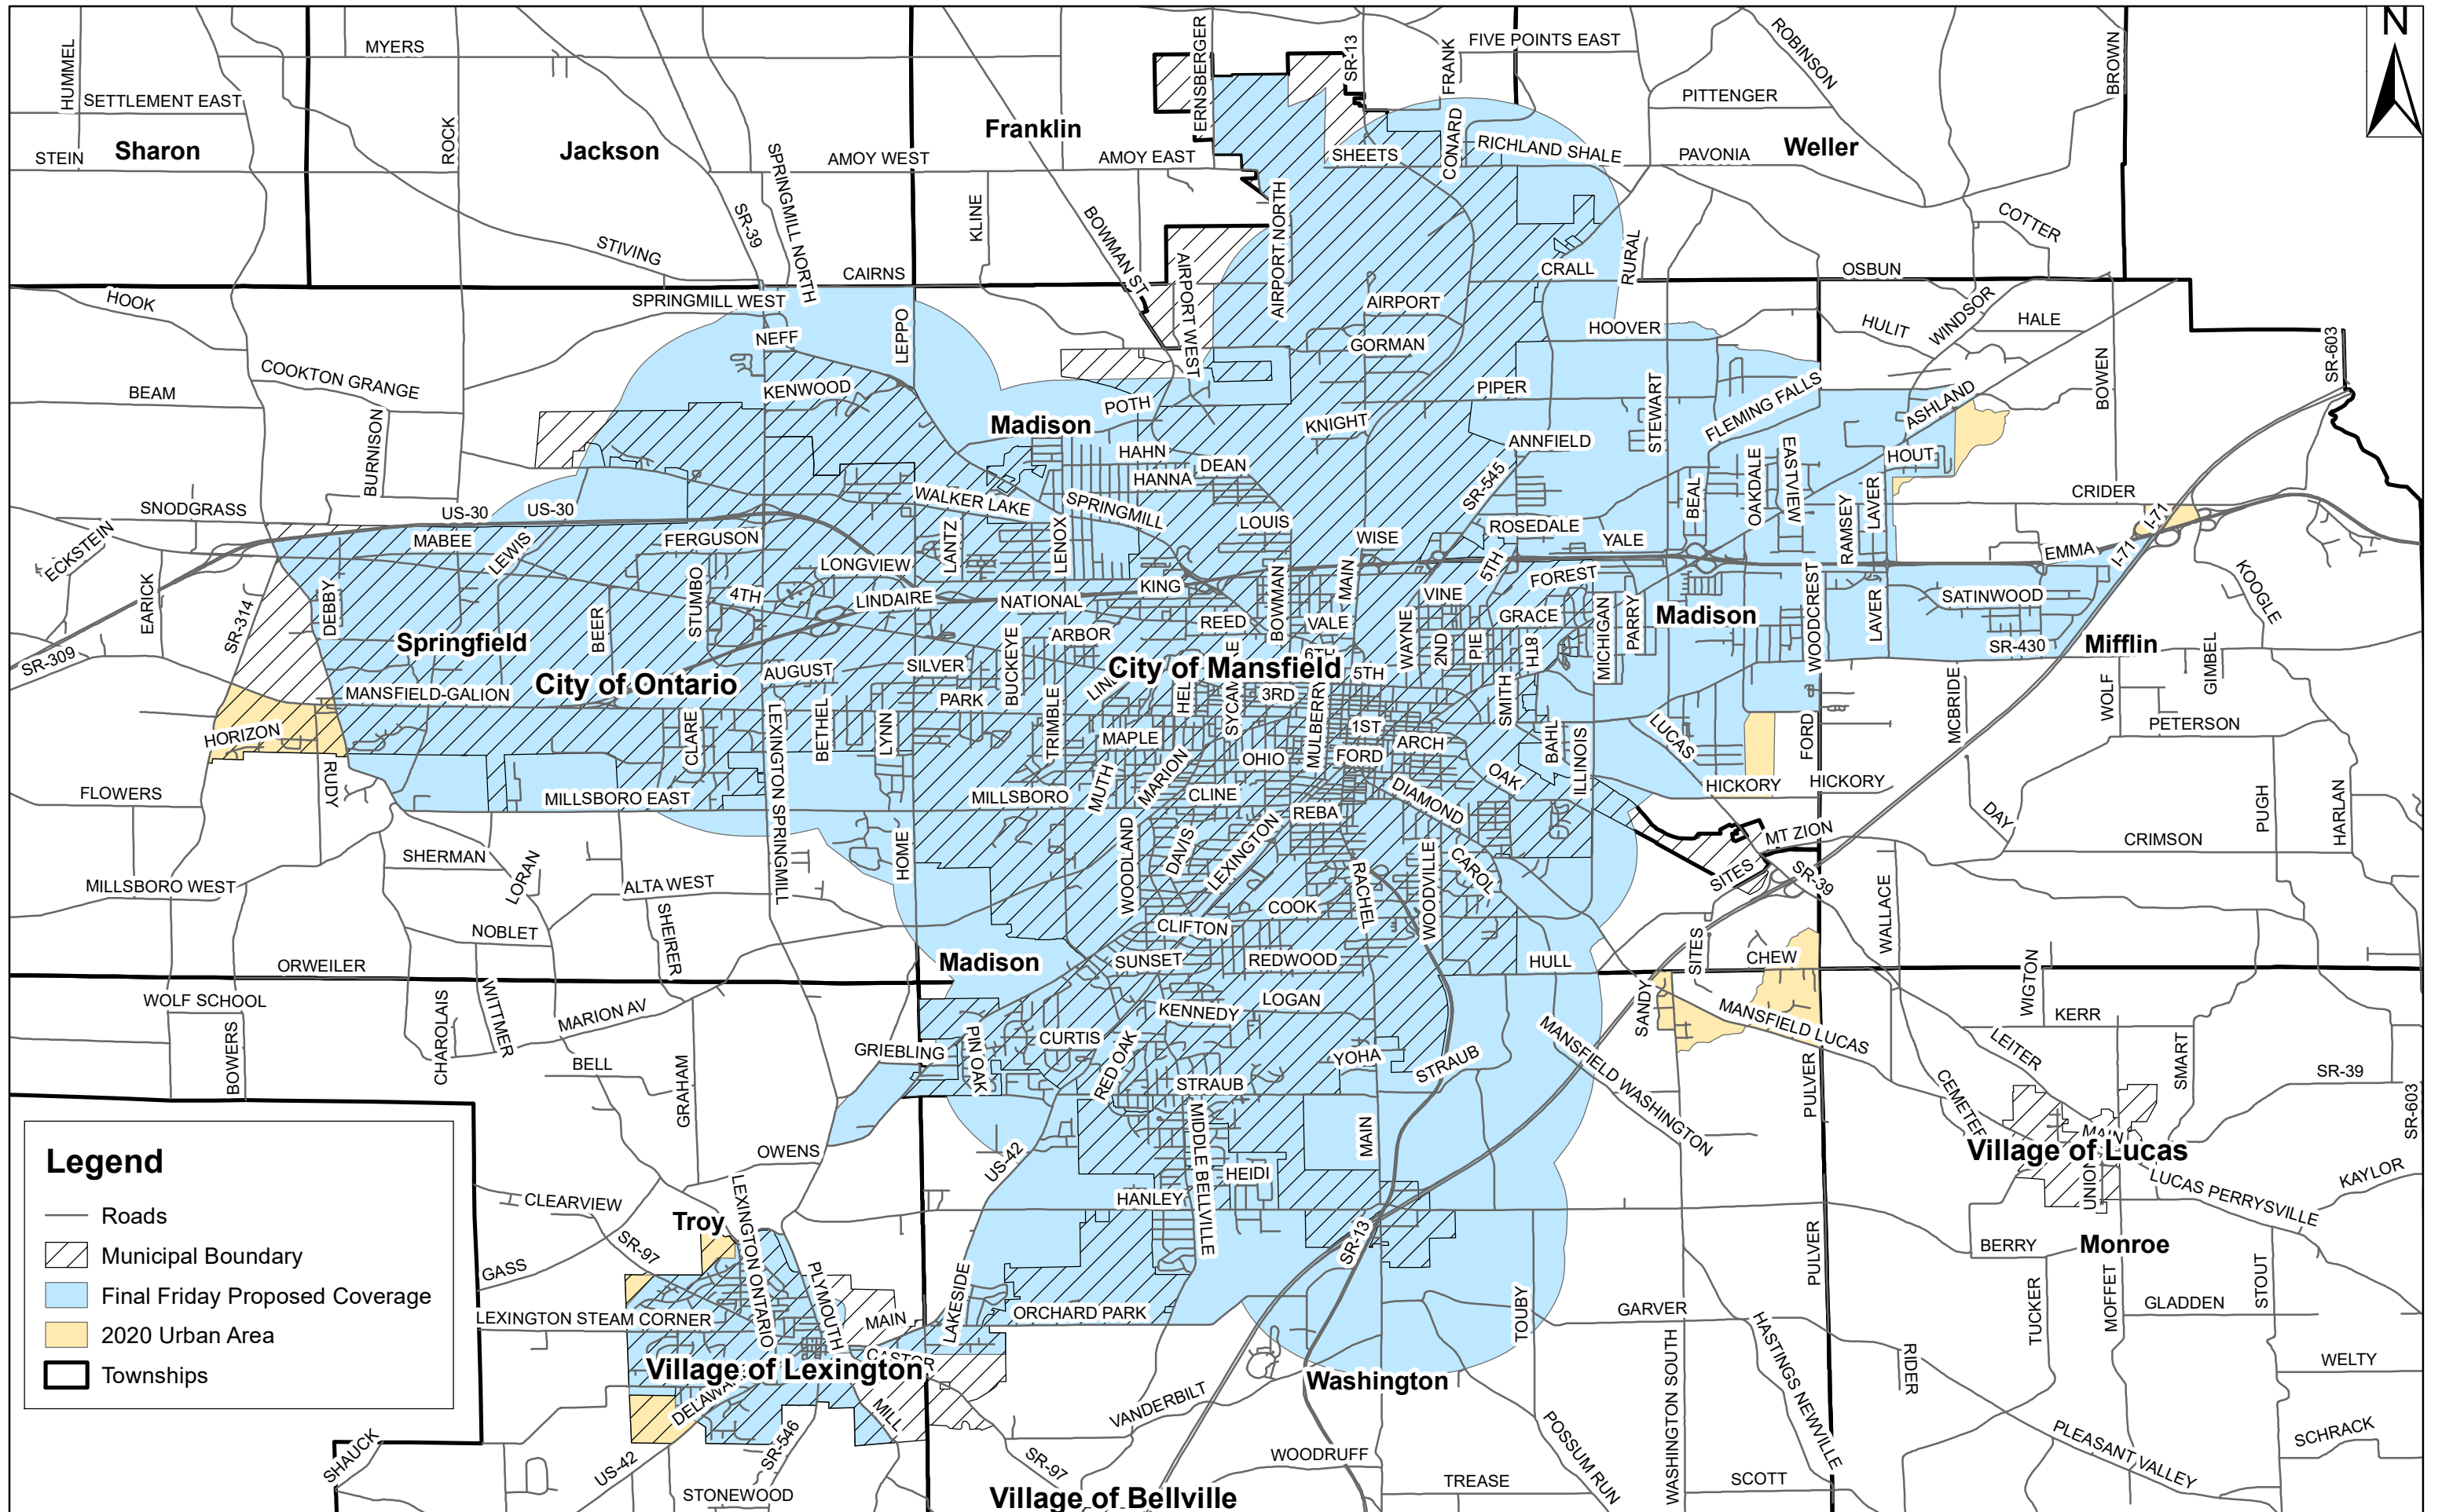 N
HUMMEL
MYERS
ERNSBERGER
SR-13
FRANK
FIVE POINTS EAST
ROBINSON
BROWN
SETTLEMENT EAST
PITTENGER
ROCK
Franklin
CONARD
Sharon
Jackson
STEIN
SPRINGMILL NORTH
AMOY WEST
AMOY EAST
SHEETS
RICHLAND SHALE
PAVONIA
Weller
SR-39
KLINE
BOWMAN ST
AIRPORT NORTH
COTTER
STIVING
RURAL
CAIRNS
AIRPORT WEST
CRALL
OSBUN
HOOK
SPRINGMILL WEST
AIRPORT
WINDSOR
HULIT
HALE
NEFF
LEPPO
GORMAN
HOOVER
SR-603
COOKTON GRANGE
BEAM
KENWOOD
PIPER
BOWEN
STEWART
FLEMING FALLS
ASHLAND
POTH
Madison
KNIGHT
BURNISON
ANNFIELD
HAHN
DEAN
HANNA
SR-545
BEAL
OAKDALE
EASTVIEW
HOUT
LAVER
CRIDER
WALKER LAKE
SPRINGMILL
SNODGRASS
US-30
US-30
LOUIS
ROSEDALE
RAMSEY
I-71
ECKSTEIN
MABEE
LEWIS
FERGUSON
LANTZ
LENOX
WISE
YALE
EMMA
I-71
LONGVIEW
5TH
FOREST
KING
KOOGLE
EARICK
SR-314
DEBBY
BEER
STUMBO
4TH
LINDAIRE
NATIONAL
BOWMAN
MAIN
VINE
SATINWOOD
WOODCREST
LAVER
Springfield
BUCKEYE
ARBOR
REED
VALE
WAYNE
2ND
PIE
GRACE
8TH
MICHIGAN
PARRY
Madison
SR-430
Mifflin
SR-309
City of Ontario
AUGUST
SILVER
City of Mansfield
5TH
GIMBEL
MANSFIELD-GALION
PARK
TRIMBLE
3RD
SMITH
MCBRIDE
WOLF
HORIZON
CLARE
LEXINGTON SPRINGMILL
BETHEL
LYNN
MAPLE
MULBERRY
1ST
ARCH
BAHL
ILLINOIS
LUCAS
FORD
PETERSON
RUDY
OHIO
FORD
OAK
FLOWERS
MILLSBORO EAST
MILLSBORO
MUTH
MARION
CLINE
REBA
DIAMOND
HICKORY
HICKORY
PUGH
HARLAN
DAY
MT ZION
CRIMSON
SHERMAN
LORAN
HOME
WOODLAND
DAVIS
LEXINGTON
RACHEL
WOODVILLE
CAROL
SITES
SR-39
MILLSBORO WEST
ALTA WEST
COOK
WALLACE
NOBLET
SHEIRER
CLIFTON
SITES
CHEW
ORWEILER
Madison
SUNSET
REDWOOD
HULL
WIGTON
WOLF SCHOOL
BOWERS
CHAROLAIS
WITTMER
MARION AV
KENNEDY
LOGAN
SANDY
MANSFIELD LUCAS
KERR
PIN OAK
CURTIS
RED OAK
GRIEBLING
YOHA
STRAUB
MANSFIELD WASHINGTON
LEITER
SMART
BELL
GRAHAM
STRAUB
PULVER
SR-39
SR-603
MIDDLE BELLVILLE
MAIN
Legend
OWENS
US-42
Village of Lucas
HEIDI
CLEARVIEW
LEXINGTON ONTARIO
HANLEY
UNION
LUCAS PERRYSVILLE
KAYLOR
Roads
Troy
SR-97
PULVER
BERRY
Monroe
Municipal Boundary
GASS
PLYMOUTH
SR-13
STOUT
Final Friday Proposed Coverage
LEXINGTON STEAM CORNER
MAIN
LAKESIDE
ORCHARD PARK
TOUBY
GARVER
HASTINGS NEWVILLE
TUCKER
MOFFET
GLADDEN
2020 Urban Area
Village of Lexington
Washington
RIDER
WELTY
Townships
MILL
VANDERBILT
WASHINGTON SOUTH
SHAUCK
US-42
SR-546
SR-97
WOODRUFF
POSSUM RUN
PLEASANT VALLEY
SCHRACK
STONEWOOD
Village of Bellville
TREASE
SCOTT